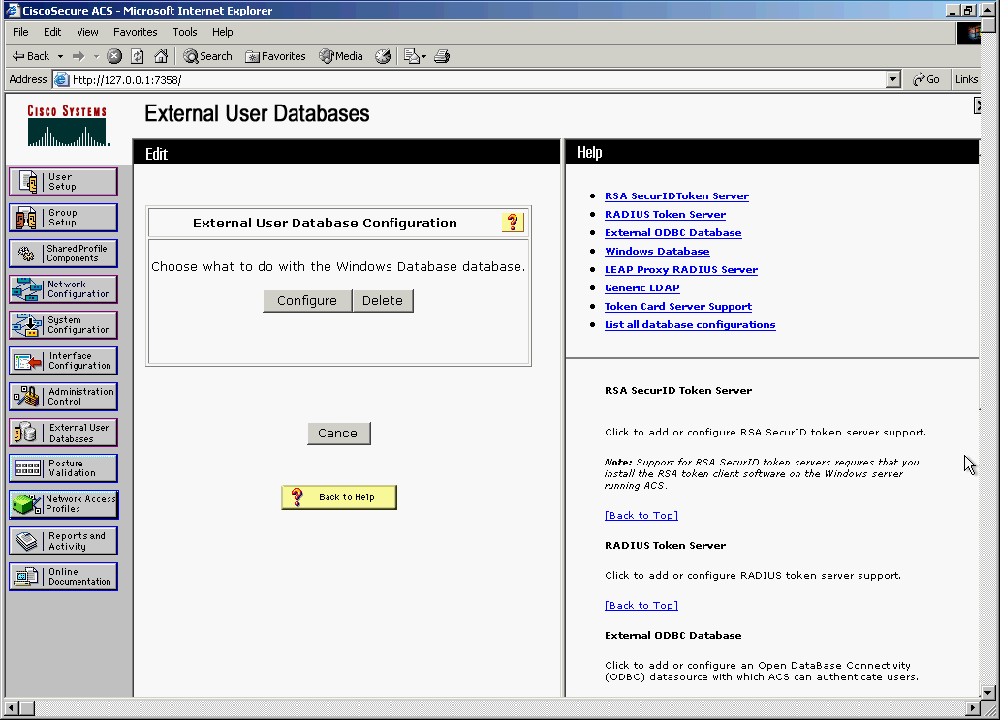 CiscoSecure ACS - Microsoft Internet Explorer
File Edit View Favorites Tools Help
Back Search Favorites Media
Address http://127.0.0.1:7358/ Go Links
CISCO SYSTEMS
External User Databases
User
Setup
Group
Setup
Shared Profile
Components
Network
Configuration
System
Configuration
Interface
Configuration
Administration
Control
External User
Databases
Posture
Validation
Network Access
Profiles
Reports and
Activity
Online
Documentation
Edit
External User Database Configuration ?
Choose what to do with the Windows Database database.
Configure Delete
Cancel
? Back to Help
Help
RSA SecurIDToken Server
RADIUS Token Server
External ODBC Database
Windows Database
LEAP Proxy RADIUS Server
Generic LDAP
Token Card Server Support
List all database configurations
RSA SecurID Token Server
Click to add or configure RSA SecurID token server support.
Note: Support for RSA SecurID token servers requires that you
install the RSA token client software on the Windows server
running ACS.
[Back to Top]
RADIUS Token Server
Click to add or configure RADIUS token server support.
[Back to Top]
External ODBC Database
Click to add or configure an Open DataBase Connectivity
(ODBC) datasource with which ACS can authenticate users.